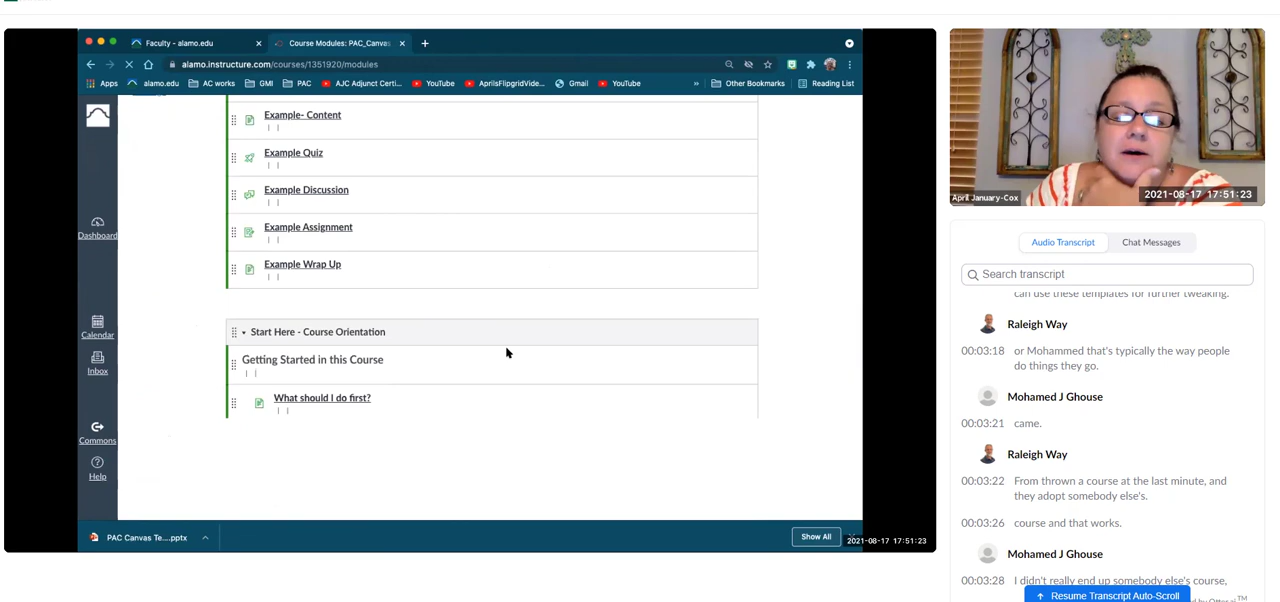 Faculty - alamo.edu
Course Modules: PAC_Canvas
alamo.instructure.com/courses/1351920/modules
Apps alamo.edu AC works GMI PAC AJC Adjunct Certi... YouTube AprilsFlipgridVide... Gmail YouTube » Other Bookmarks Reading List
Example- Content
Example Quiz
Example Discussion
Example Assignment
Example Wrap Up
Start Here - Course Orientation
Getting Started in this Course
What should I do first?
Dashboard
Calendar
Inbox
Commons
Help
PAC Canvas Te....pptx
Show All
2021-08-17 17:51:23
April January-Cox
2021-08-17 17:51:23
Audio Transcript
Chat Messages
Search transcript
can use these templates for further tweaking.
Raleigh Way
00:03:18 or Mohammed that's typically the way people
do things they go.
Mohamed J Ghouse
00:03:21 came.
Raleigh Way
00:03:22 From thrown a course at the last minute, and
they adopt somebody else's.
00:03:26 course and that works.
Mohamed J Ghouse
00:03:28 I didn't really end up somebody else's course,
Resume Transcript Auto-Scroll